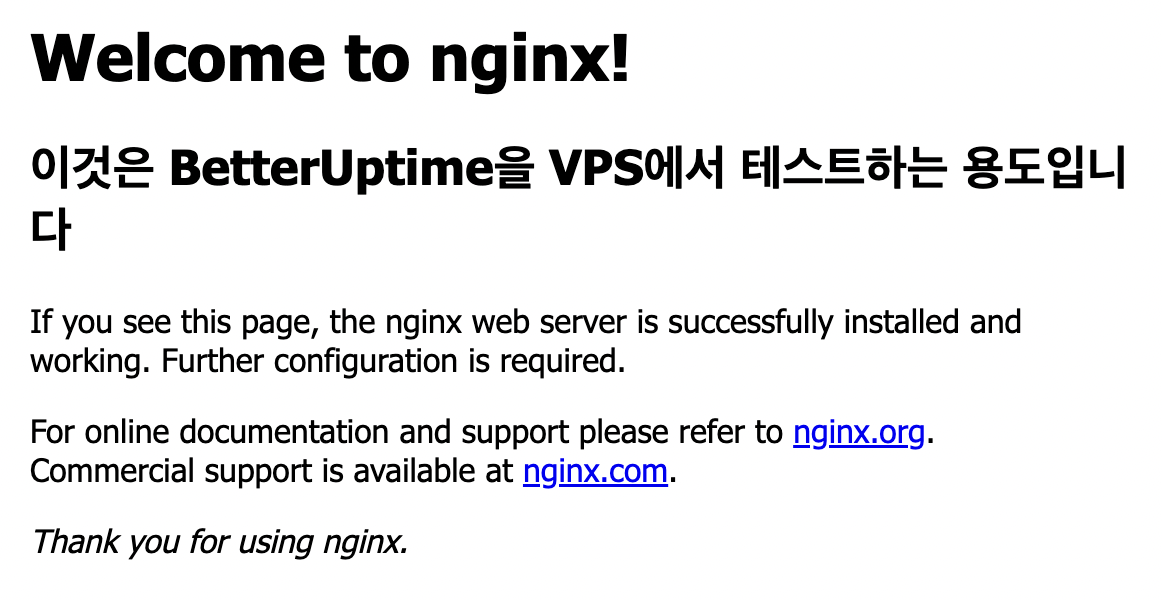 Welcome to nginx!
이것은 BetterUptime을 VPS에서 테스트하는 용도입니
다
If you see this page, the nginx web server is successfully installed and
working. Further configuration is required.
For online documentation and support please refer to nginx.org.
Commercial support is available at nginx.com.
Thank you for using nginx.